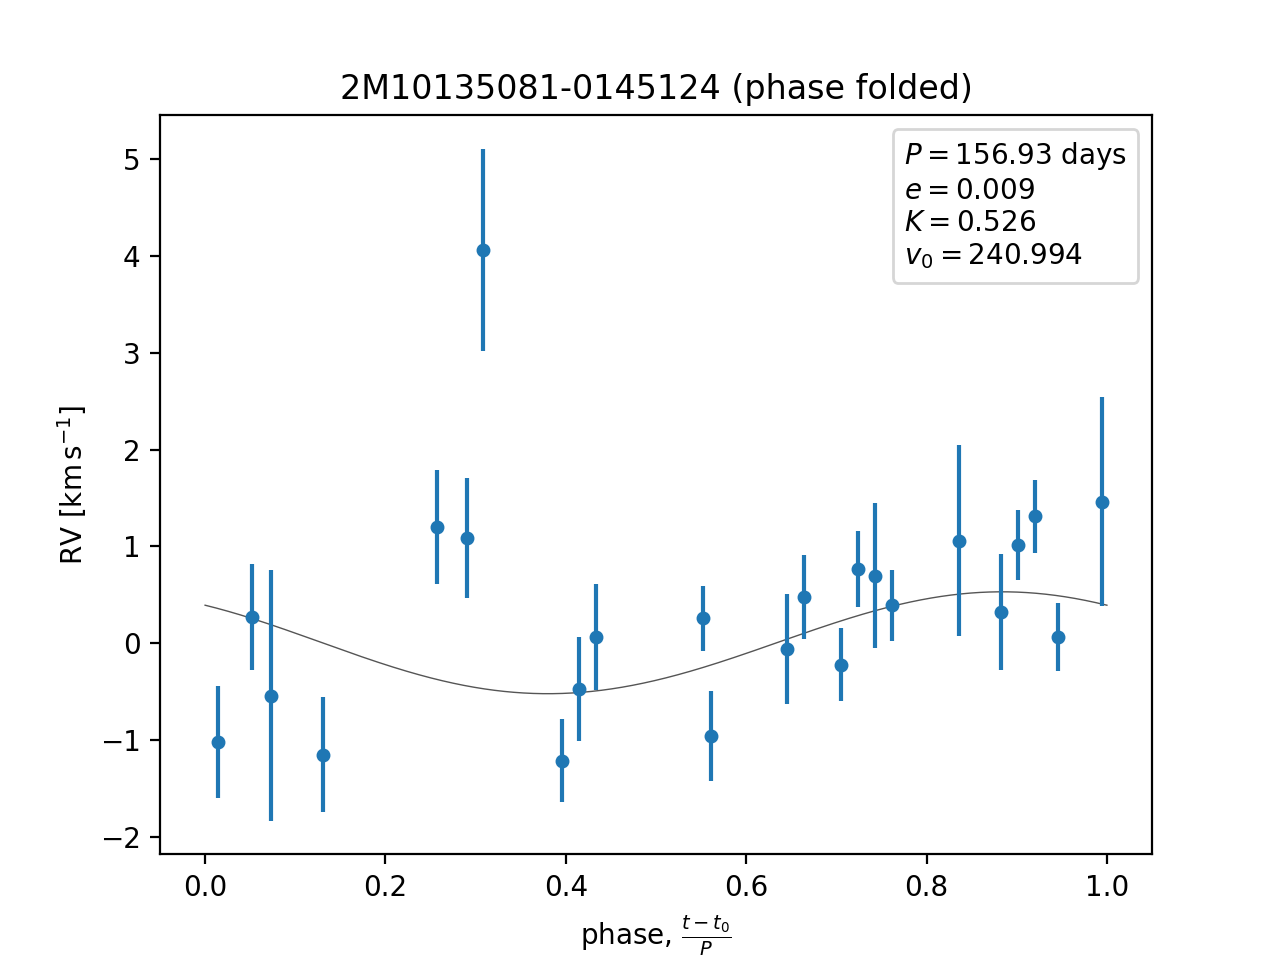 2M10135081-0145124 (phase folded)
P = 156.93 days
e = 0.009
K = 0.526
v₀ = 240.994
RV [km s⁻¹]
5
4
3
2
1
0
−1
−2
0.0 0.2 0.4 0.6 0.8 1.0
phase, (t − t₀)/P